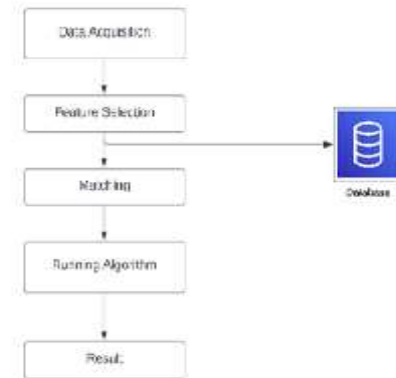 Data Acquisition
Feature Selection
Database
Matching
Running Algorithm
Result